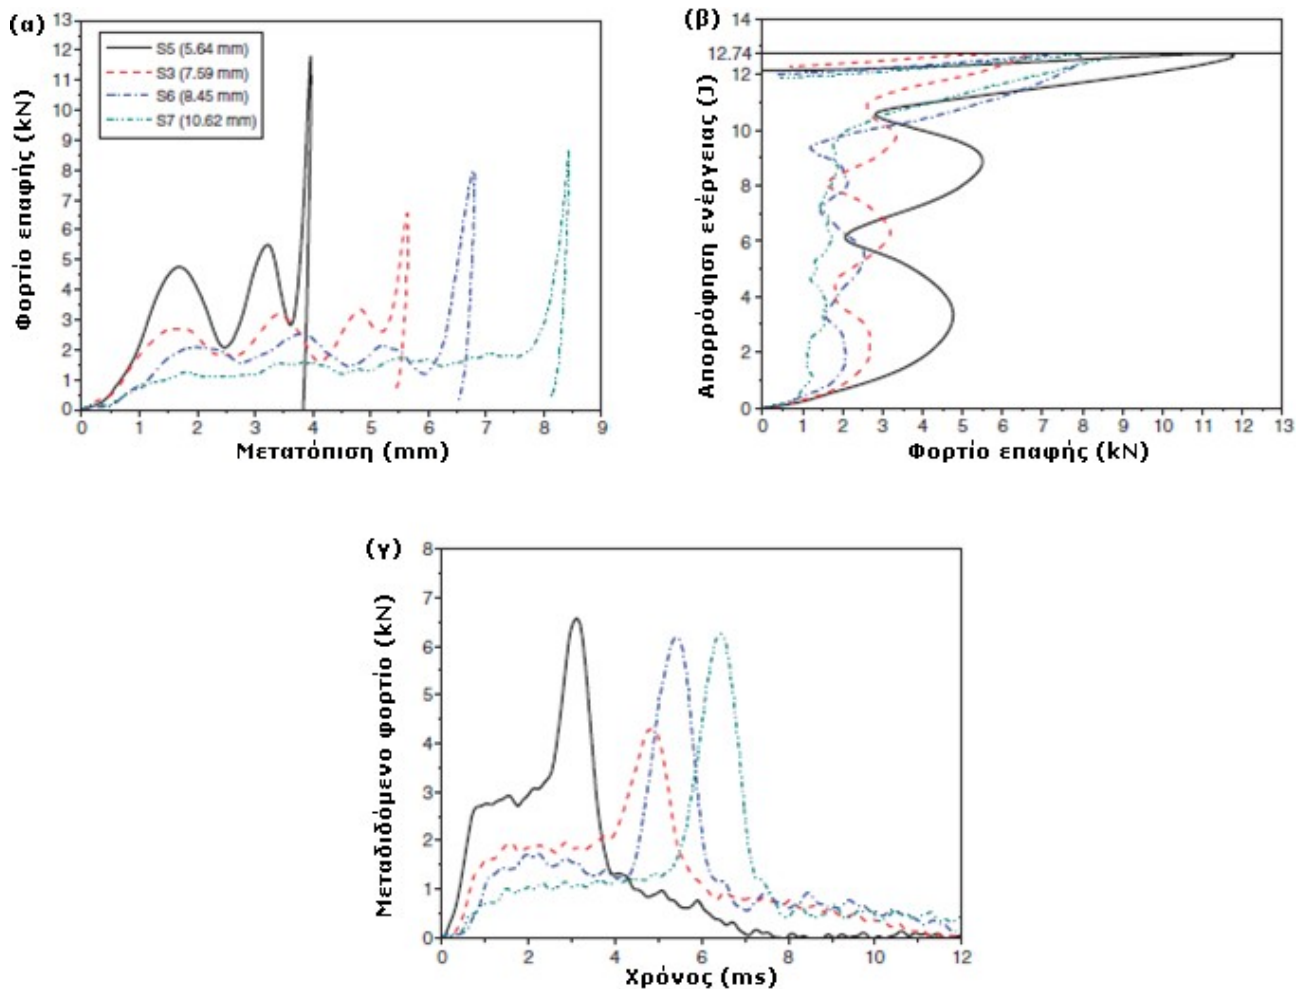 (α)
Φορτίο επαφής (kN)
13
12
11
10
9
8
7
6
5
4
3
2
1
0
S5 (5.64 mm)
S3 (7.59 mm)
S6 (8.45 mm)
S7 (10.62 mm)
0 1 2 3 4 5 6 7 8 9
Μετατόπιση (mm)
(β)
Απορρόφηση ενέργειας (J)
14
12.74
12
10
8
6
4
2
0
0 1 2 3 4 5 6 7 8 9 10 11 12 13
Φορτίο επαφής (kN)
(γ)
Μεταδιδόμενο φορτίο (kN)
8
7
6
5
4
3
2
1
0
0 2 4 6 8 10 12
Χρόνος (ms)